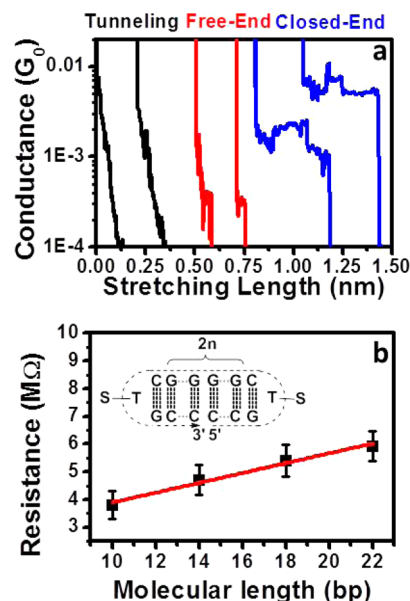 Tunneling Free-End Closed-End
a
Conductance (G₀)
0.01
1E-3
1E-4
0.00 0.25 0.50 0.75 1.00 1.25 1.50
Stretching Length (nm)
b
Resistance (MΩ)
10
9
8
7
6
5
4
3
2n
C G G G G C
S T T S
G C C C C G
3' 5'
10 12 14 16 18 20 22
Molecular length (bp)